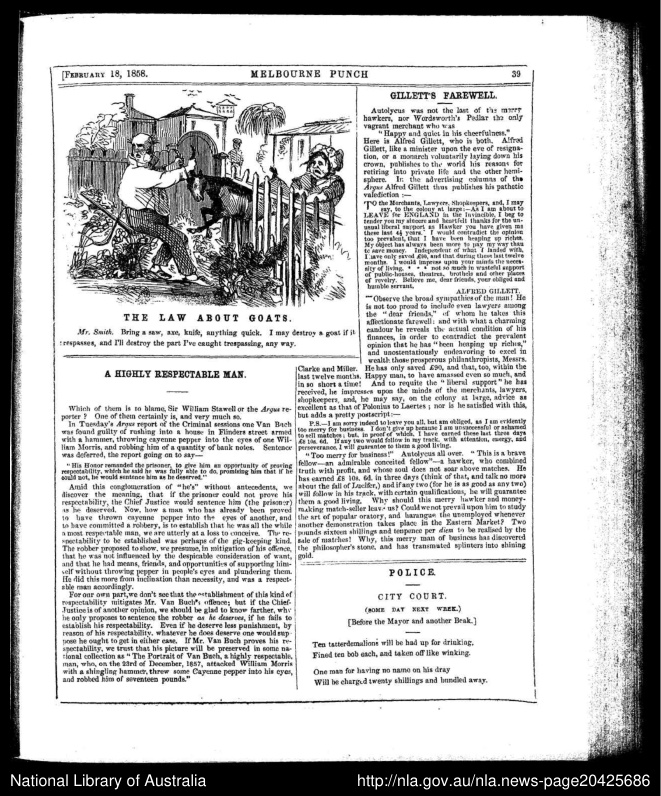 [FEBRUARY 18, 1858.
MELBOURNE PUNCH
39
THE LAW ABOUT GOATS.
Mr. Smith. Bring a saw, axe, knife, anything quick. I may destroy a goat if it
trespasses, and I'll destroy the part I've caught trespassing, any way.
A HIGHLY RESPECTABLE MAN.
Which of them is to blame, Sir William Stawell or the Argus re-
porter ? One of them certainly is, and very much so.
In Tuesday's Argus report of the Criminal sessions one Van Buch
was found guilty of rushing into a house in Flinders street armed
with a hammer, throwing cayenne pepper into the eyes of one Wil-
liam Morris, and robbing him of a quantity of bank notes. Sentence
was deferred, the report going on to say—
"His Honor remanded the prisoner, to give him an opportunity of proving
respectability, which he said he was fully able to do, promising him that if he
could not, he would sentence him as he deserved."
Amid this conglomeration of "he's" without antecedents, we
discover the meaning, that if the prisoner could not prove his
respectability, the Chief Justice would sentence him (the prisoner)
as he deserved. Now, how a man who has already been proved
to have thrown cayenne pepper into the eyes of another, and
to have committed a robbery, is to establish that he was all the while
a most respectable man, we are utterly at a loss to conceive. The re-
spectability to be established was perhaps of the gig-keeping kind.
The robber proposed to show, we presume, in mitigation of his offence,
that he was not influenced by the despicable consideration of want,
and that he had means, friends, and opportunities of supporting him-
self without throwing pepper in people's eyes and plundering them.
He did this more from inclination than necessity, and was a respect-
able man accordingly.
For our own part, we don't see that the establishment of this kind of
respectability mitigates Mr. Van Buch's offence; but if the Chief-
Justice is of another opinion, we should be glad to know further, why
he only proposes to sentence the robber as he deserves, if he fails to
establish his respectability. Even if he deserve less punishment, by
reason of his respectability, whatever he does deserve one would sup-
pose he ought to get in either case. If Mr. Van Buch proves his re-
spectability, we trust that his picture will be preserved in some na-
tional collection as "The Portrait of Van Buch, a highly respectable,
man, who, on the 23rd of December, 1857, attacked William Morris
with a shingling hammer, threw some Cayenne pepper into his eyes,
and robbed him of seventeen pounds."
GILLETT'S FAREWELL.
Autolycus was not the last of the merry
hawkers, nor Wordsworth's Pedlar the only
vagrant merchant who was
"Happy and quiet in his cheerfulness."
Here is Alfred Gillett, who is both. Alfred
Gillett, like a minister upon the eve of resigna-
tion, or a monarch voluntarily laying down his
crown, publishes to the world his reasons for
retiring into private life and the other hemi-
sphere. In the advertising columns of the
Argus Alfred Gillett thus publishes his pathetic
valediction :—
TO the Merchants, Lawyers, Shopkeepers, and, I may
say, to the colony at large:—As I am about to
LEAVE for ENGLAND in the Invincible, I beg to
tender you my sincere and heartfelt thanks for the un-
usual liberal support as Hawker you have given me
these last 4½ years. I would contradict the opinion
too prevalent, that I have been heaping up riches.
My object has always been more to pay my way than
to save money. Independent of what I landed with,
I have only saved £90, and that during these last twelve
months. I would impress upon your minds the neces-
sity of living, * * * not so much in wasteful support
of public-houses, theatres, brothels and other places
of revelry. Believe me, dear friends, your obliged and
humble servant,
ALFRED GILLETT.
Observe the broad sympathies of the man! He
is not too proud to include even lawyers among
the "dear friends," of whom he takes this
affectionate farewell: and with what a charming
candour he reveals the actual condition of his
finances, in order to contradict the prevalent
opinion that he has "been heaping up riches,"
and unostentatiously endeavoring to excel in
wealth those prosperous philanthropists, Messrs.
Clarke and Miller. He has only saved £90, and that, too, within the
last twelve months. Happy man, to have amassed even so much, and
in so short a time! And to requite the "liberal support" he has
received, he impresses upon the minds of the merchants, lawyers,
shopkeepers, and, he may say, on the colony at large, advice as
excellent as that of Polonius to Laertes ; nor is he satisfied with this,
but adds a pretty postscript:—
P.S.—I am sorry indeed to leave you all, but am obliged, as I am evidently
too merry for business. I don't give up because I am unsuccessful or ashamed
to sell matches; but, in proof of which, I have earned these last three days
£8 10s. 6d. If any two would follow in my track, with attention, energy, and
perseverance, I will guarantee to them a good living.
"Too merry for business!" Autolycus all over. "This is a brave
fellow—an admirable conceited fellow"—a hawker, who combined
truth with profit, and whose soul does not soar above matches. He
has earned £8 10s. 6d. in three days (think of that, and talk no more
about the fall of Lucifer,) and if any two (for he is as good as any two)
will follow in his track, with certain qualifications, he will guarantee
them a good living. Why should this merry hawker and money-
making match-seller leave us? Could we not prevail upon him to study
the art of popular oratory, and harangue the unemployed whenever
another demonstration takes place in the Eastern Market? Two
pounds sixteen shillings and tenpence per diem to be realised by the
sale of matches! Why, this merry man of business has discovered
the philosopher's stone, and has transmuted splinters into shining
gold.
POLICE.
CITY COURT.
(SOME DAY NEXT WEEK.)
[Before the Mayor and another Beak.]
Ten tatterdemalions will be had up for drinking,
Fined ten bob each, and taken off like winking.
One man for having no name on his dray
Will be charged twenty shillings and bundled away.
National Library of Australia
http://nla.gov.au/nla.news-page20425686